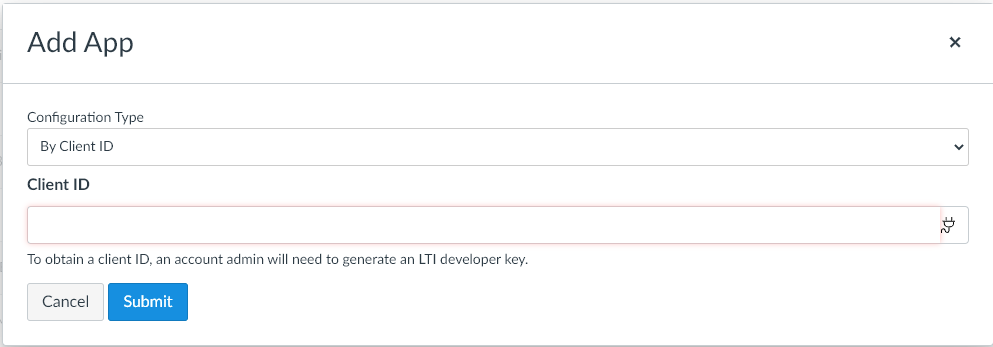 Add App
Configuration Type
By Client ID
Client ID
To obtain a client ID, an account admin will need to generate an LTI developer key.
Cancel Submit